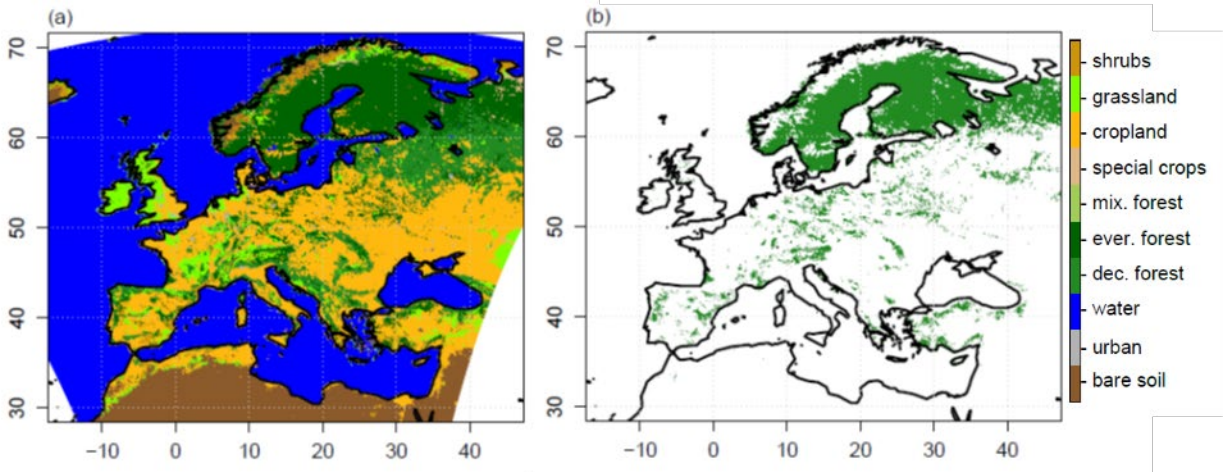 (a)
(b)
70
60
50
40
30
−10 0 10 20 30 40
70
60
50
40
30
−10 0 10 20 30 40
shrubs
grassland
cropland
special crops
mix. forest
ever. forest
dec. forest
water
urban
bare soil